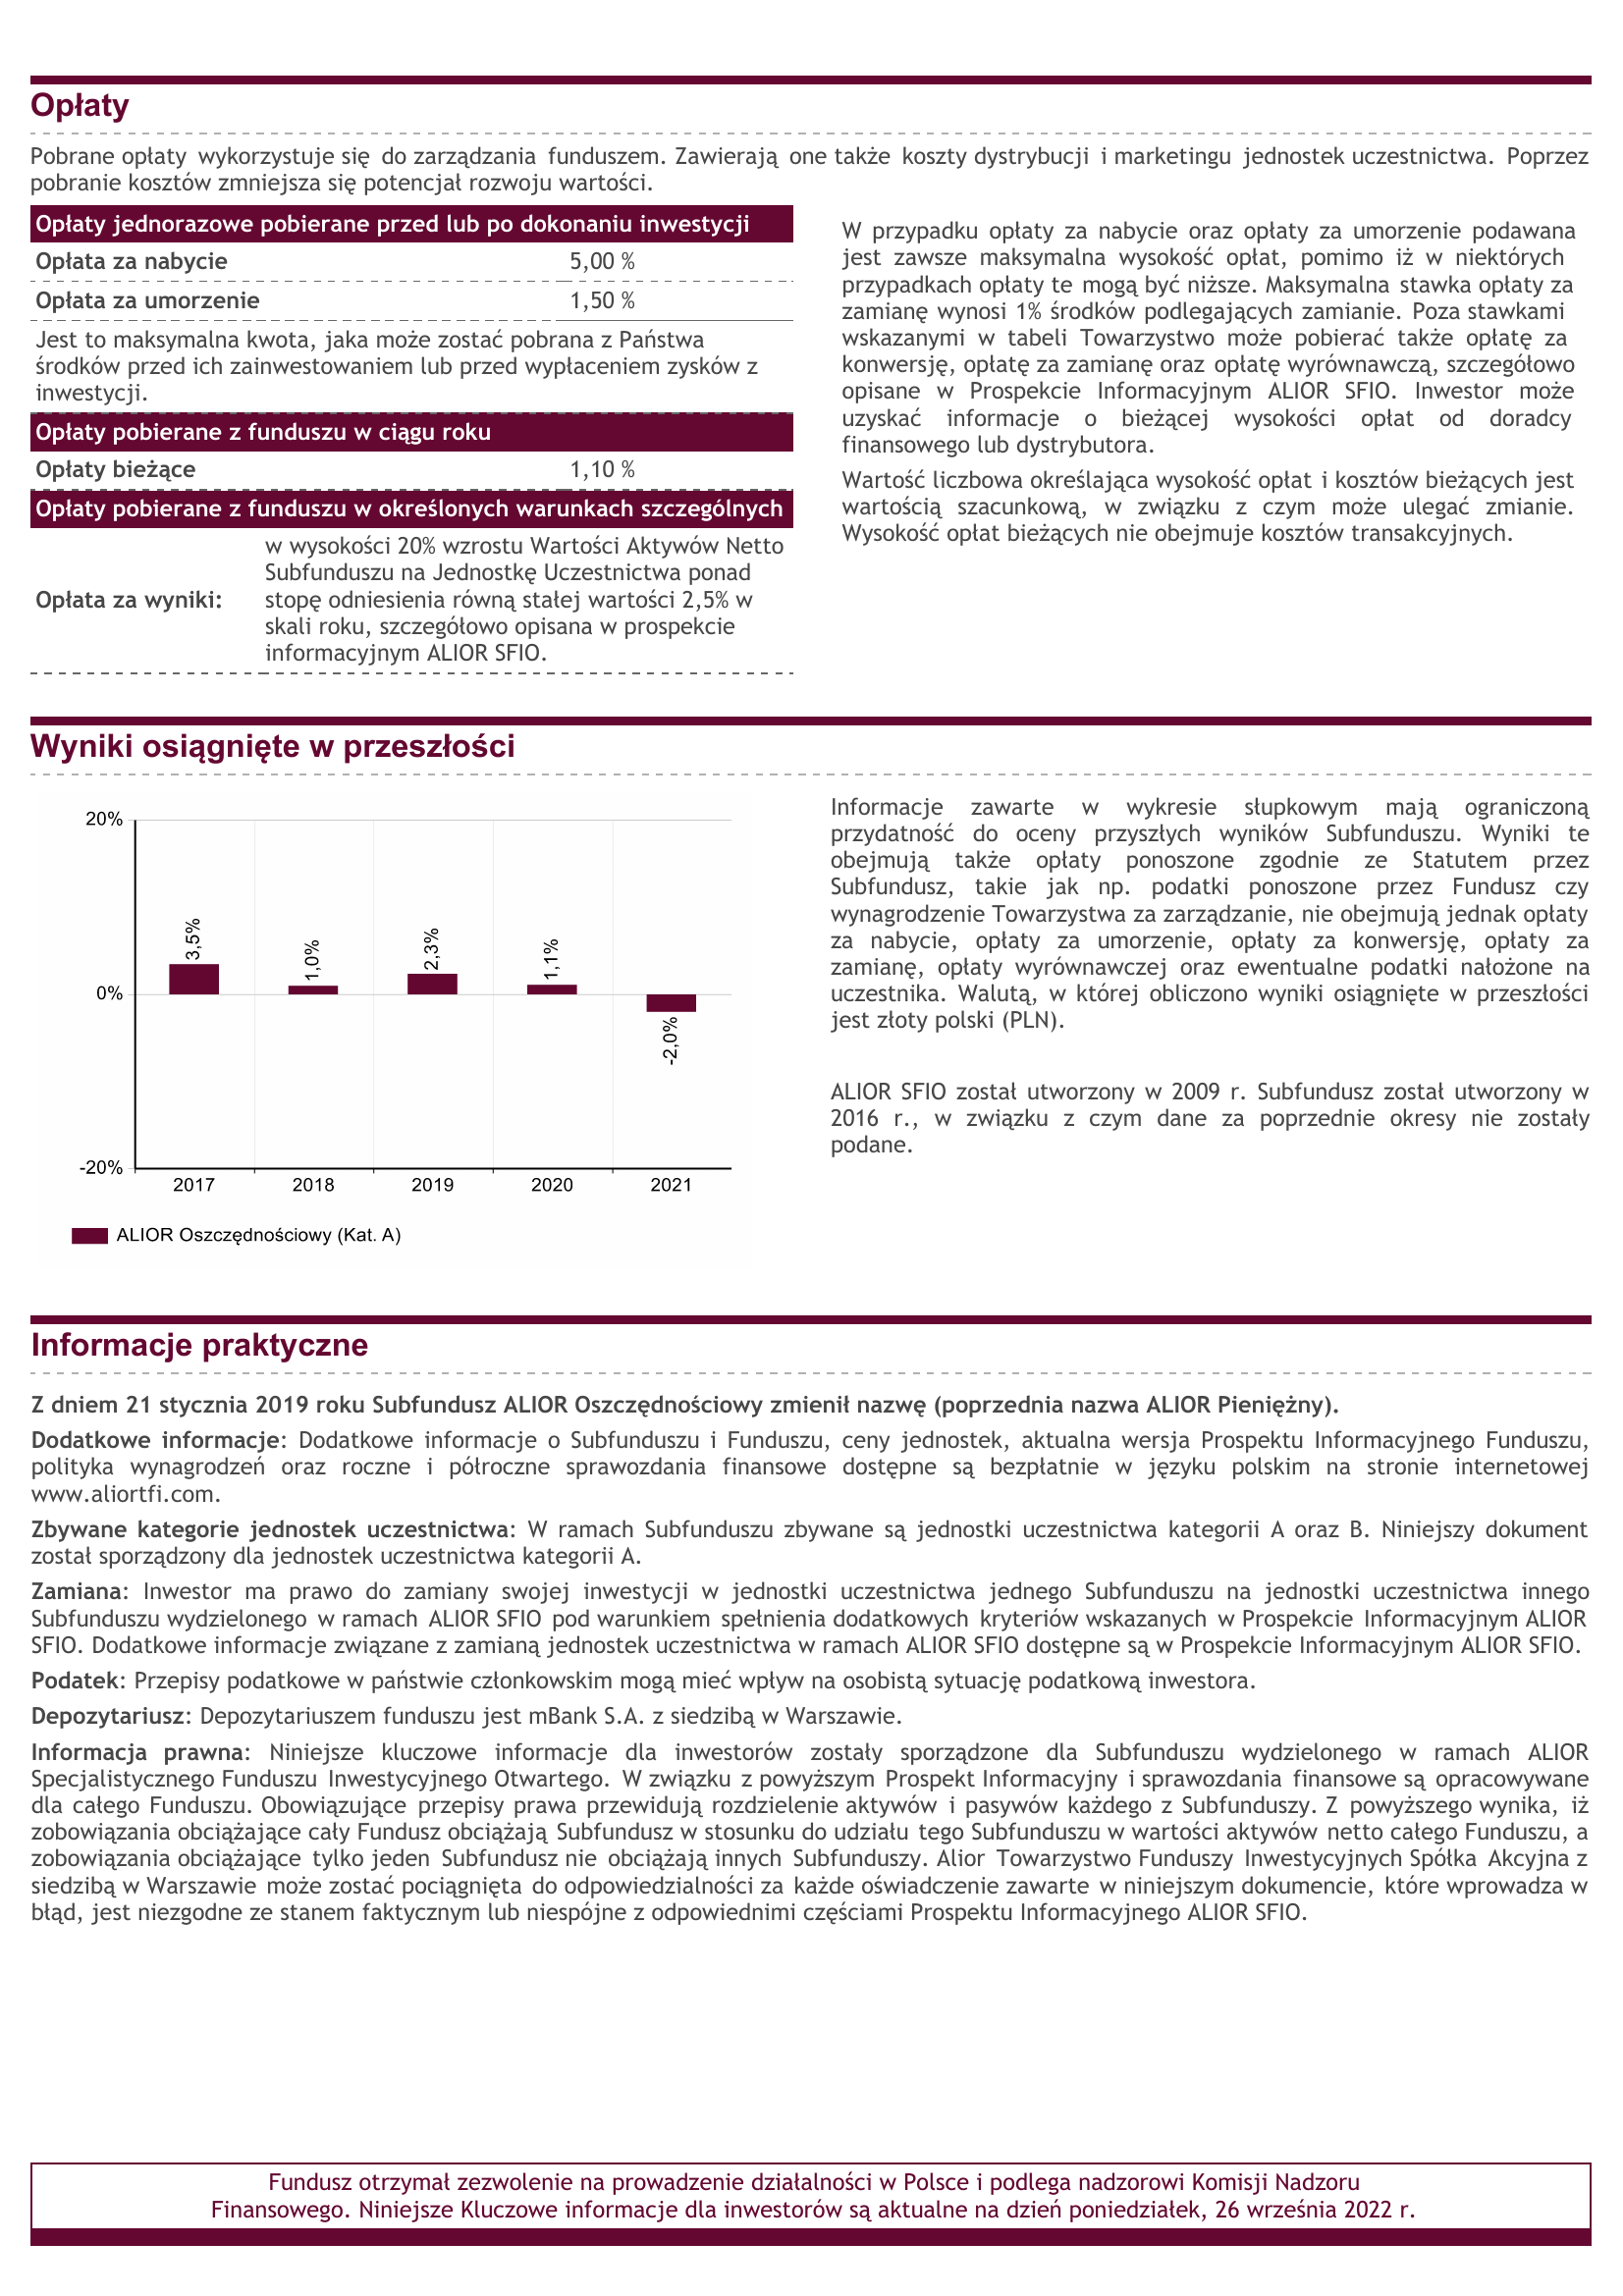 Opłaty
Pobrane opłaty wykorzystuje się do zarządzania funduszem. Zawierają one także koszty dystrybucji i marketingu jednostek uczestnictwa. Poprzez
pobranie kosztów zmniejsza się potencjał rozwoju wartości.
Opłaty jednorazowe pobierane przed lub po dokonaniu inwestycji
Opłata za nabycie 5,00 %
Opłata za umorzenie 1,50 %
Jest to maksymalna kwota, jaka może zostać pobrana z Państwa
środków przed ich zainwestowaniem lub przed wypłaceniem zysków z
inwestycji.
Opłaty pobierane z funduszu w ciągu roku
Opłaty bieżące 1,10 %
Opłaty pobierane z funduszu w określonych warunkach szczególnych
Opłata za wyniki:
w wysokości 20% wzrostu Wartości Aktywów Netto
Subfunduszu na Jednostkę Uczestnictwa ponad
stopę odniesienia równą stałej wartości 2,5% w
skali roku, szczegółowo opisana w prospekcie
informacyjnym ALIOR SFIO.
W przypadku opłaty za nabycie oraz opłaty za umorzenie podawana
jest zawsze maksymalna wysokość opłat, pomimo iż w niektórych
przypadkach opłaty te mogą być niższe. Maksymalna stawka opłaty za
zamianę wynosi 1% środków podlegających zamianie. Poza stawkami
wskazanymi w tabeli Towarzystwo może pobierać także opłatę za
konwersję, opłatę za zamianę oraz opłatę wyrównawczą, szczegółowo
opisane w Prospekcie Informacyjnym ALIOR SFIO. Inwestor może
uzyskać informacje o bieżącej wysokości opłat od doradcy
finansowego lub dystrybutora.
Wartość liczbowa określająca wysokość opłat i kosztów bieżących jest
wartością szacunkową, w związku z czym może ulegać zmianie.
Wysokość opłat bieżących nie obejmuje kosztów transakcyjnych.
Wyniki osiągnięte w przeszłości
20%
0%
-20%
3,5%
1,0%
2,3%
1,1%
-2,0%
2017 2018 2019 2020 2021
ALIOR Oszczędnościowy (Kat. A)
Informacje zawarte w wykresie słupkowym mają ograniczoną
przydatność do oceny przyszłych wyników Subfunduszu. Wyniki te
obejmują także opłaty ponoszone zgodnie ze Statutem przez
Subfundusz, takie jak np. podatki ponoszone przez Fundusz czy
wynagrodzenie Towarzystwa za zarządzanie, nie obejmują jednak opłaty
za nabycie, opłaty za umorzenie, opłaty za konwersję, opłaty za
zamianę, opłaty wyrównawczej oraz ewentualne podatki nałożone na
uczestnika. Walutą, w której obliczono wyniki osiągnięte w przeszłości
jest złoty polski (PLN).
ALIOR SFIO został utworzony w 2009 r. Subfundusz został utworzony w
2016 r., w związku z czym dane za poprzednie okresy nie zostały
podane.
Informacje praktyczne
Z dniem 21 stycznia 2019 roku Subfundusz ALIOR Oszczędnościowy zmienił nazwę (poprzednia nazwa ALIOR Pieniężny).
Dodatkowe informacje: Dodatkowe informacje o Subfunduszu i Funduszu, ceny jednostek, aktualna wersja Prospektu Informacyjnego Funduszu,
polityka wynagrodzeń oraz roczne i półroczne sprawozdania finansowe dostępne są bezpłatnie w języku polskim na stronie internetowej
www.aliortfi.com.
Zbywane kategorie jednostek uczestnictwa: W ramach Subfunduszu zbywane są jednostki uczestnictwa kategorii A oraz B. Niniejszy dokument
został sporządzony dla jednostek uczestnictwa kategorii A.
Zamiana: Inwestor ma prawo do zamiany swojej inwestycji w jednostki uczestnictwa jednego Subfunduszu na jednostki uczestnictwa innego
Subfunduszu wydzielonego w ramach ALIOR SFIO pod warunkiem spełnienia dodatkowych kryteriów wskazanych w Prospekcie Informacyjnym ALIOR
SFIO. Dodatkowe informacje związane z zamianą jednostek uczestnictwa w ramach ALIOR SFIO dostępne są w Prospekcie Informacyjnym ALIOR SFIO.
Podatek: Przepisy podatkowe w państwie członkowskim mogą mieć wpływ na osobistą sytuację podatkową inwestora.
Depozytariusz: Depozytariuszem funduszu jest mBank S.A. z siedzibą w Warszawie.
Informacja prawna: Niniejsze kluczowe informacje dla inwestorów zostały sporządzone dla Subfunduszu wydzielonego w ramach ALIOR
Specjalistycznego Funduszu Inwestycyjnego Otwartego. W związku z powyższym Prospekt Informacyjny i sprawozdania finansowe są opracowywane
dla całego Funduszu. Obowiązujące przepisy prawa przewidują rozdzielenie aktywów i pasywów każdego z Subfunduszy. Z powyższego wynika, iż
zobowiązania obciążające cały Fundusz obciążają Subfundusz w stosunku do udziału tego Subfunduszu w wartości aktywów netto całego Funduszu, a
zobowiązania obciążające tylko jeden Subfundusz nie obciążają innych Subfunduszy. Alior Towarzystwo Funduszy Inwestycyjnych Spółka Akcyjna z
siedzibą w Warszawie może zostać pociągnięta do odpowiedzialności za każde oświadczenie zawarte w niniejszym dokumencie, które wprowadza w
błąd, jest niezgodne ze stanem faktycznym lub niespójne z odpowiednimi częściami Prospektu Informacyjnego ALIOR SFIO.
Fundusz otrzymał zezwolenie na prowadzenie działalności w Polsce i podlega nadzorowi Komisji Nadzoru
Finansowego. Niniejsze Kluczowe informacje dla inwestorów są aktualne na dzień poniedziałek, 26 września 2022 r.